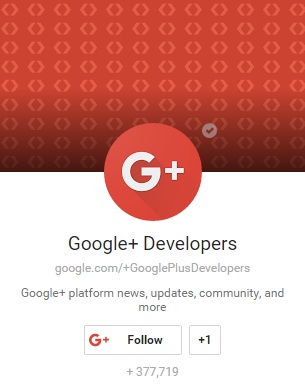 G+
Google+ Developers
google.com/+GooglePlusDevelopers
Google+ platform news, updates, community, and
more
G+ Follow +1
+ 377,719